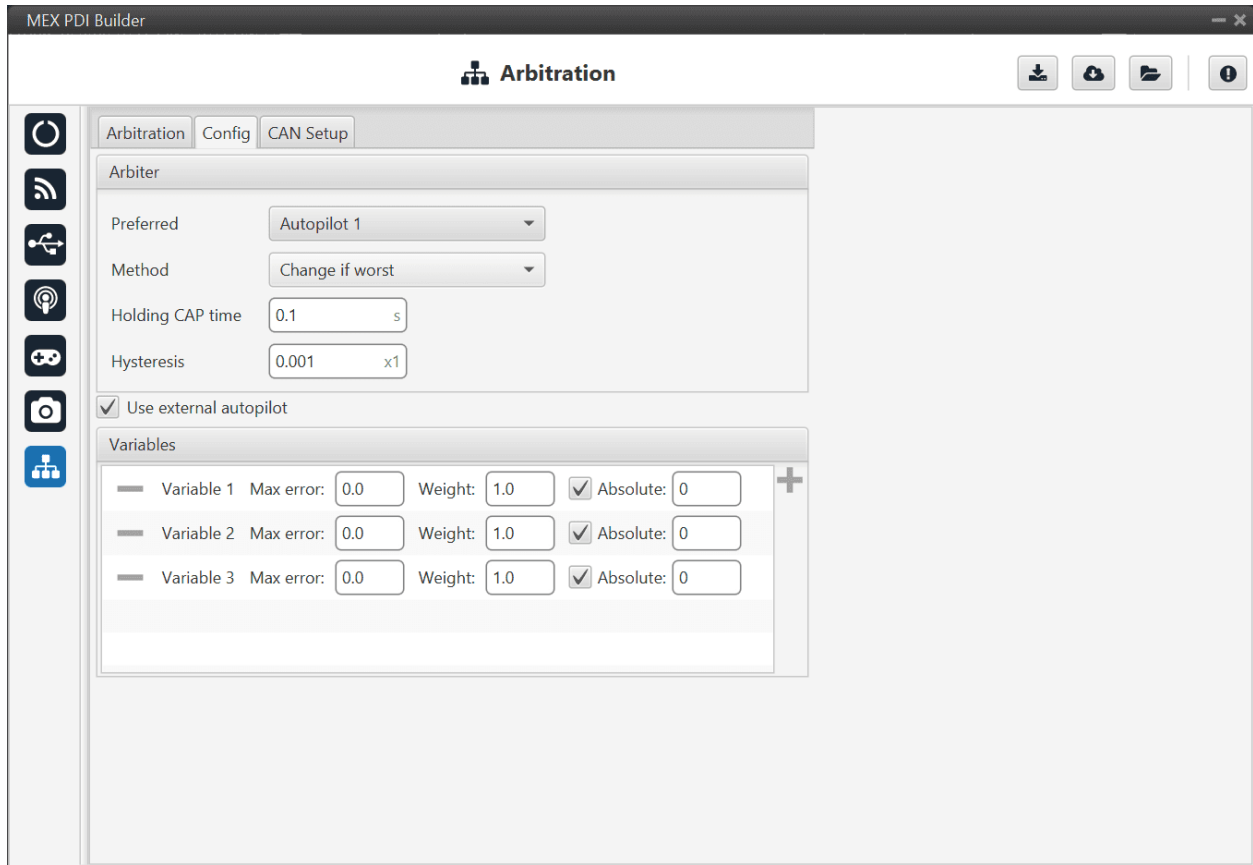 MEX PDI Builder
Arbitration
Arbitration Config CAN Setup
Arbiter
Preferred Autopilot 1
Method Change if worst
Holding CAP time 0.1 s
Hysteresis 0.001 x1
Use external autopilot
Variables
Variable 1 Max error: 0.0 Weight: 1.0 Absolute: 0
Variable 2 Max error: 0.0 Weight: 1.0 Absolute: 0
Variable 3 Max error: 0.0 Weight: 1.0 Absolute: 0